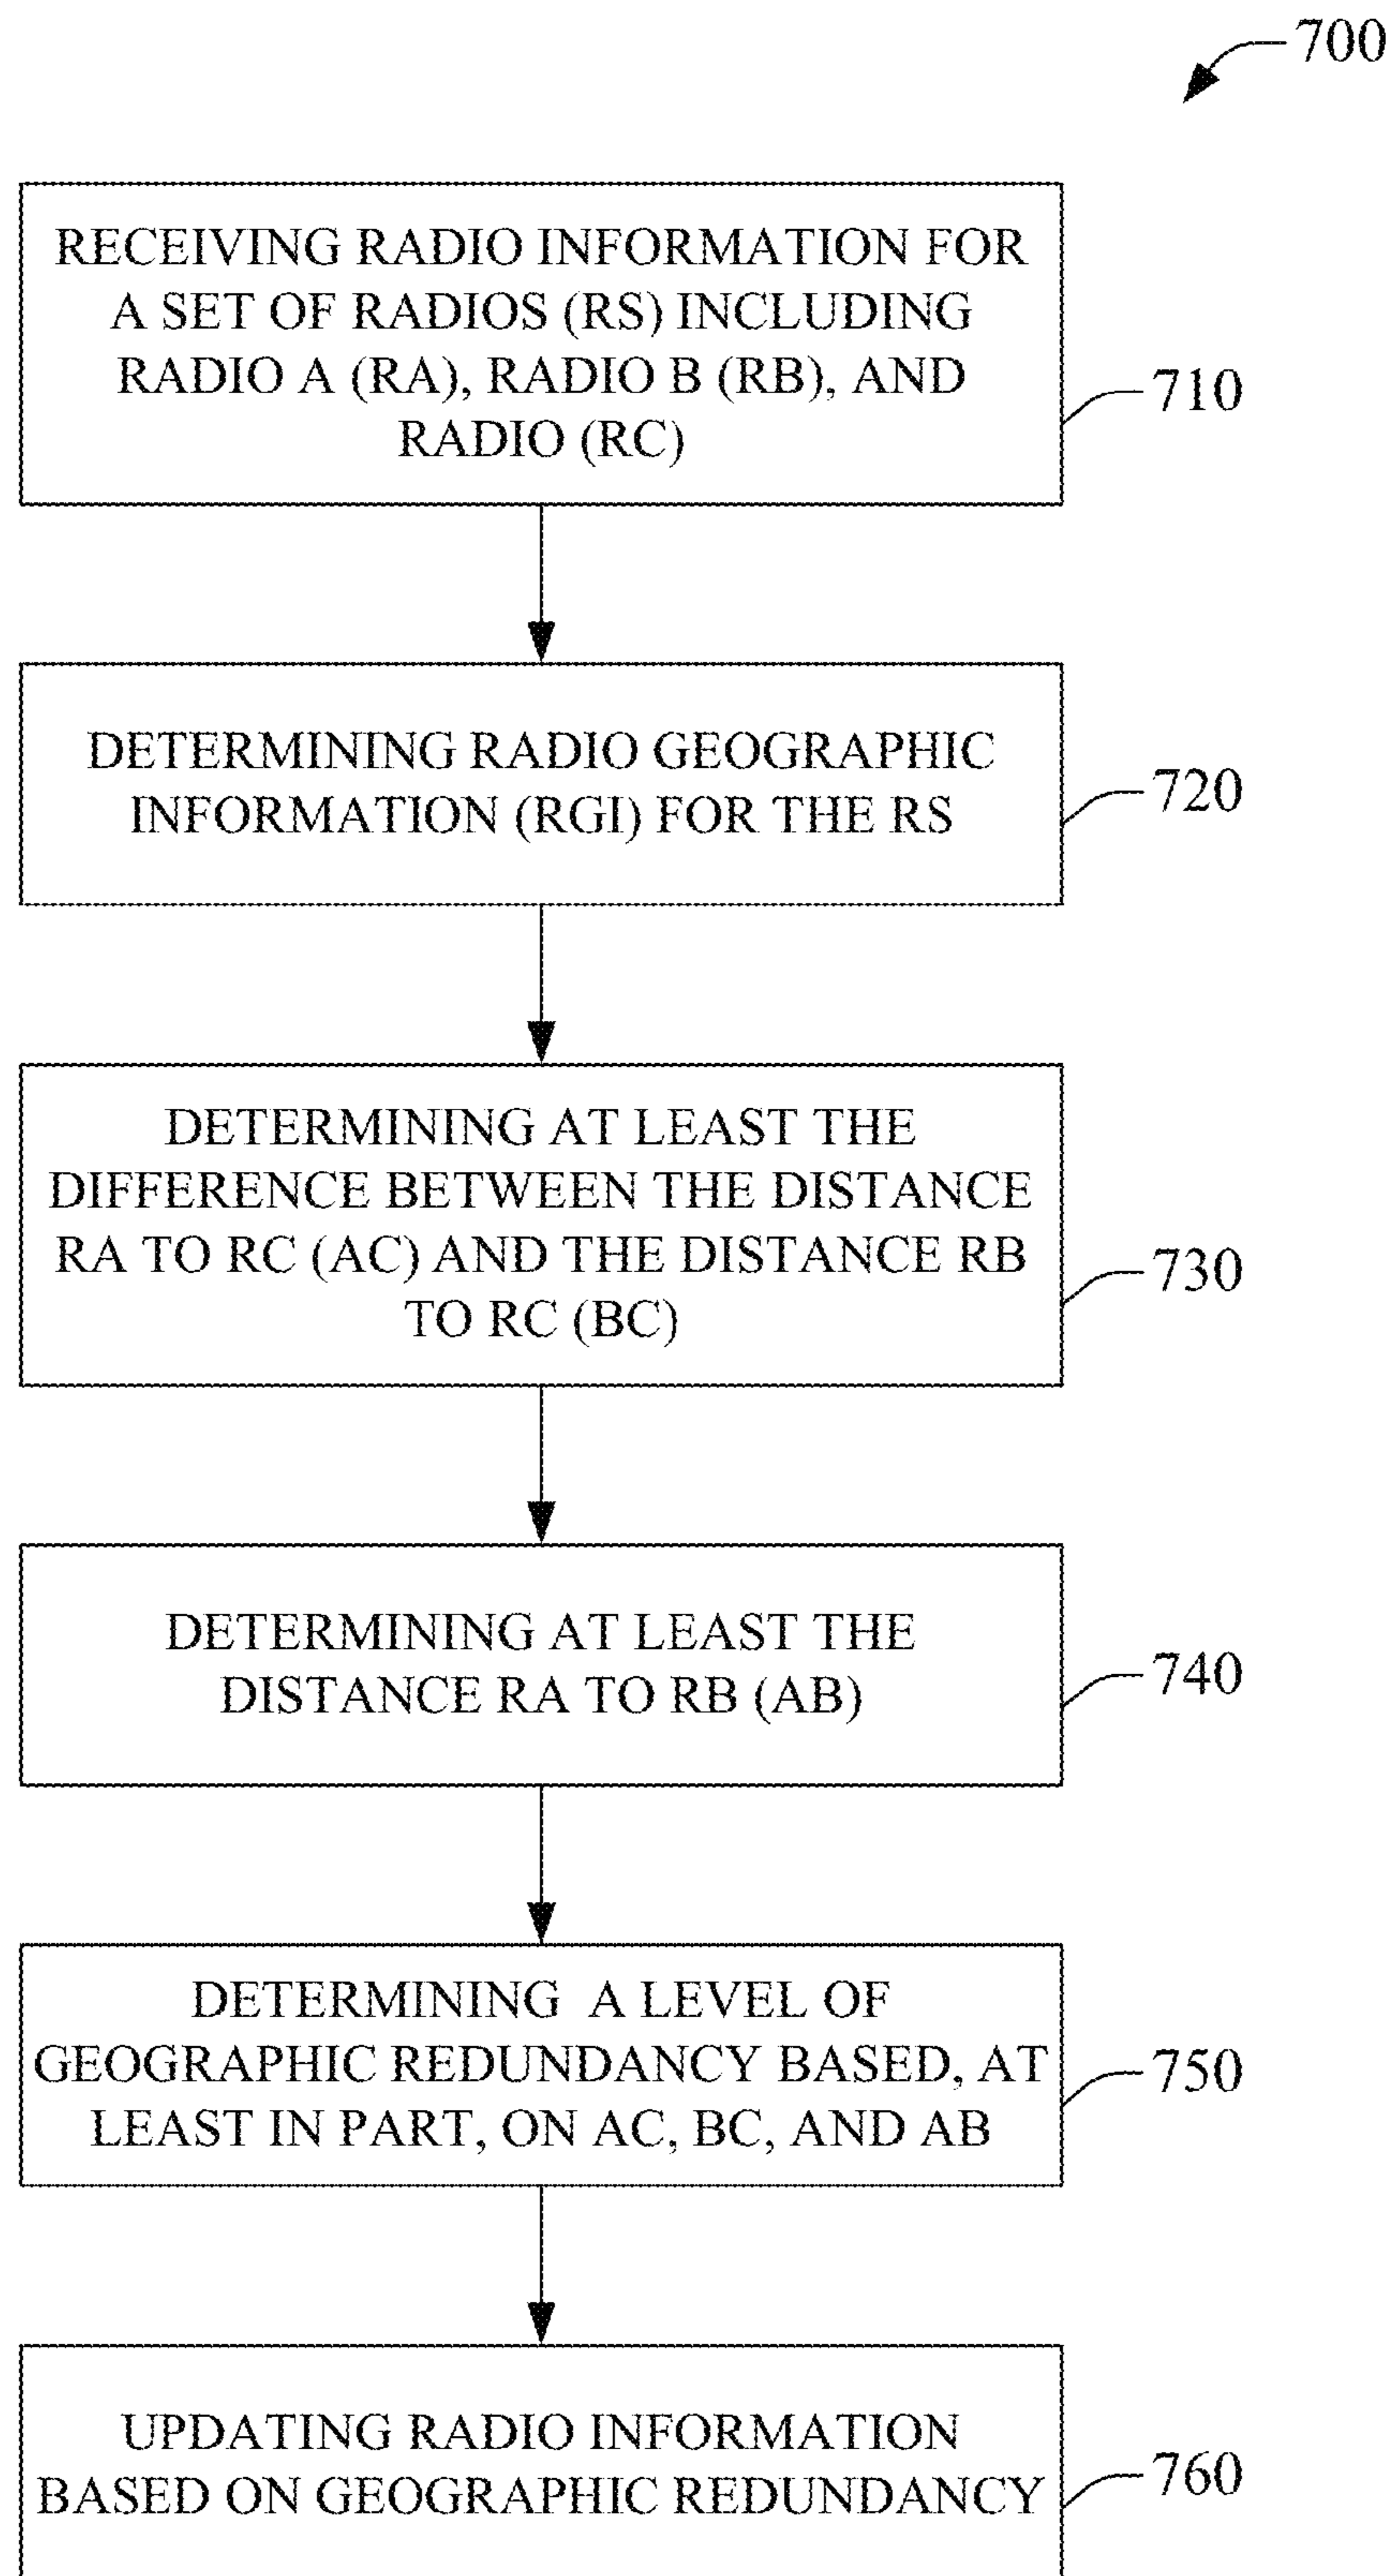 700
RECEIVING RADIO INFORMATION FOR
A SET OF RADIOS (RS) INCLUDING
RADIO A (RA), RADIO B (RB), AND
RADIO (RC)
710
DETERMINING RADIO GEOGRAPHIC
INFORMATION (RGI) FOR THE RS
720
DETERMINING AT LEAST THE
DIFFERENCE BETWEEN THE DISTANCE
RA TO RC (AC) AND THE DISTANCE RB
TO RC (BC)
730
DETERMINING AT LEAST THE
DISTANCE RA TO RB (AB)
740
DETERMINING A LEVEL OF
GEOGRAPHIC REDUNDANCY BASED, AT
LEAST IN PART, ON AC, BC, AND AB
750
UPDATING RADIO INFORMATION
BASED ON GEOGRAPHIC REDUNDANCY
760